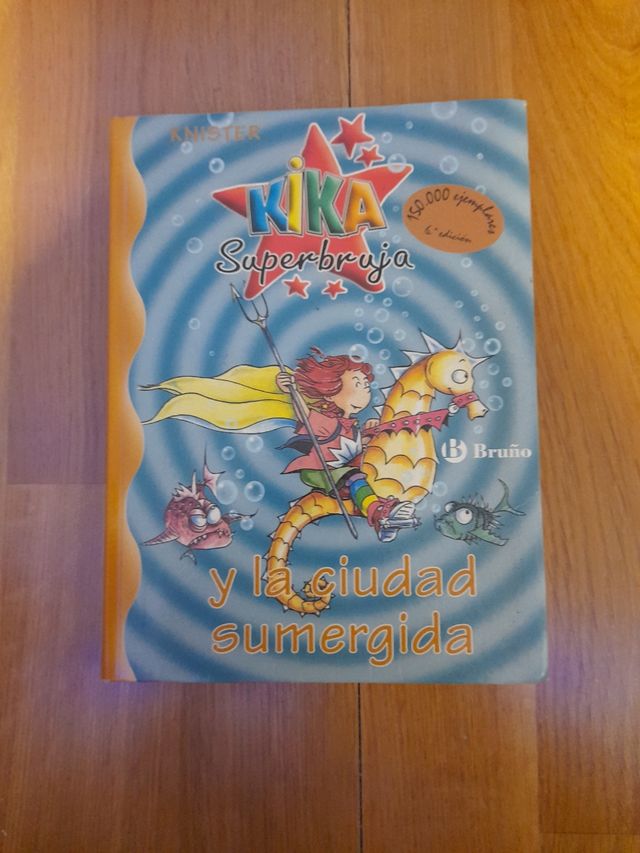 KNISTER
KiKA
Superbruja
150.000 ejemplares
6ª edición
B Bruño
y la ciudad
sumergida